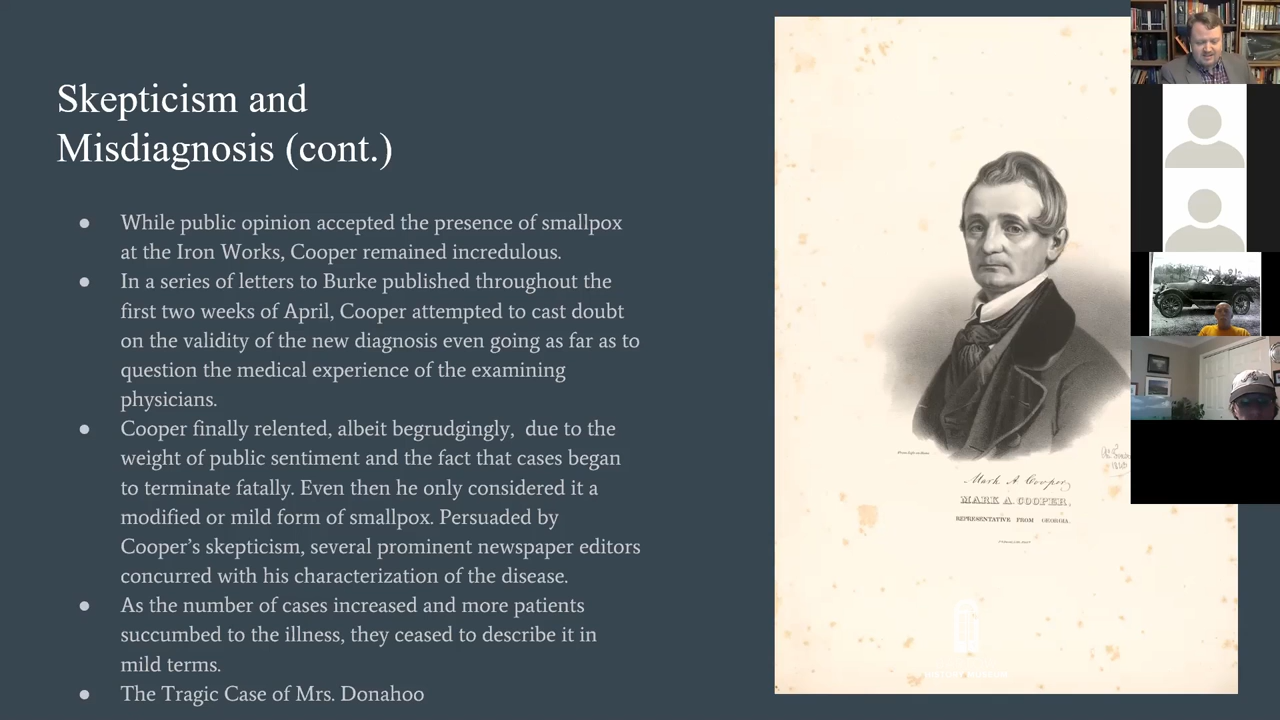 Skepticism and
Misdiagnosis (cont.)
● While public opinion accepted the presence of smallpox
at the Iron Works, Cooper remained incredulous.
● In a series of letters to Burke published throughout the
first two weeks of April, Cooper attempted to cast doubt
on the validity of the new diagnosis even going as far as to
question the medical experience of the examining
physicians.
● Cooper finally relented, albeit begrudgingly, due to the
weight of public sentiment and the fact that cases began
to terminate fatally. Even then he only considered it a
modified or mild form of smallpox. Persuaded by
Cooper’s skepticism, several prominent newspaper editors
concurred with his characterization of the disease.
● As the number of cases increased and more patients
succumbed to the illness, they ceased to describe it in
mild terms.
● The Tragic Case of Mrs. Donahoo
Mark A Cooper
MARK A. COOPER,
REPRESENTATIVE FROM GEORGIA.